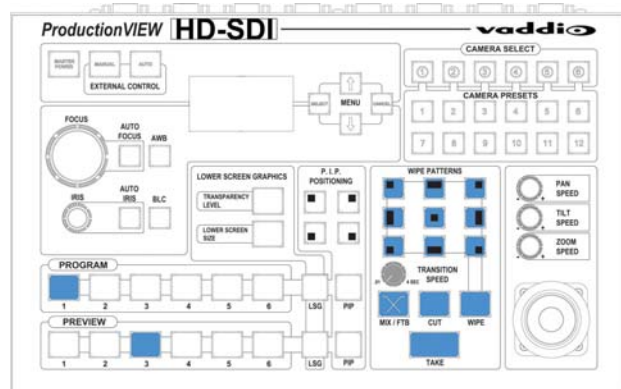 ProductionVIEW HD-SDI vaddio
MASTER POWER
MANUAL
AUTO
EXTERNAL CONTROL
SELECT
MENU
CANCEL
CAMERA SELECT
1 2 3 4 5 6
CAMERA PRESETS
1 2 3 4 5 6
7 8 9 10 11 12
FOCUS
AUTO FOCUS
AWB
IRIS
AUTO IRIS
BLC
LOWER SCREEN GRAPHICS
TRANSPARENCY LEVEL
LOWER SCREEN SIZE
P. I. P. POSITIONING
WIPE PATTERNS
.01
4 SEC
TRANSITION SPEED
MIX / FTB
CUT
WIPE
TAKE
- +
PAN SPEED
- +
TILT SPEED
- +
ZOOM SPEED
PROGRAM
1 2 3 4 5 6 LSG PIP
PREVIEW
1 2 3 4 5 6 LSG PIP